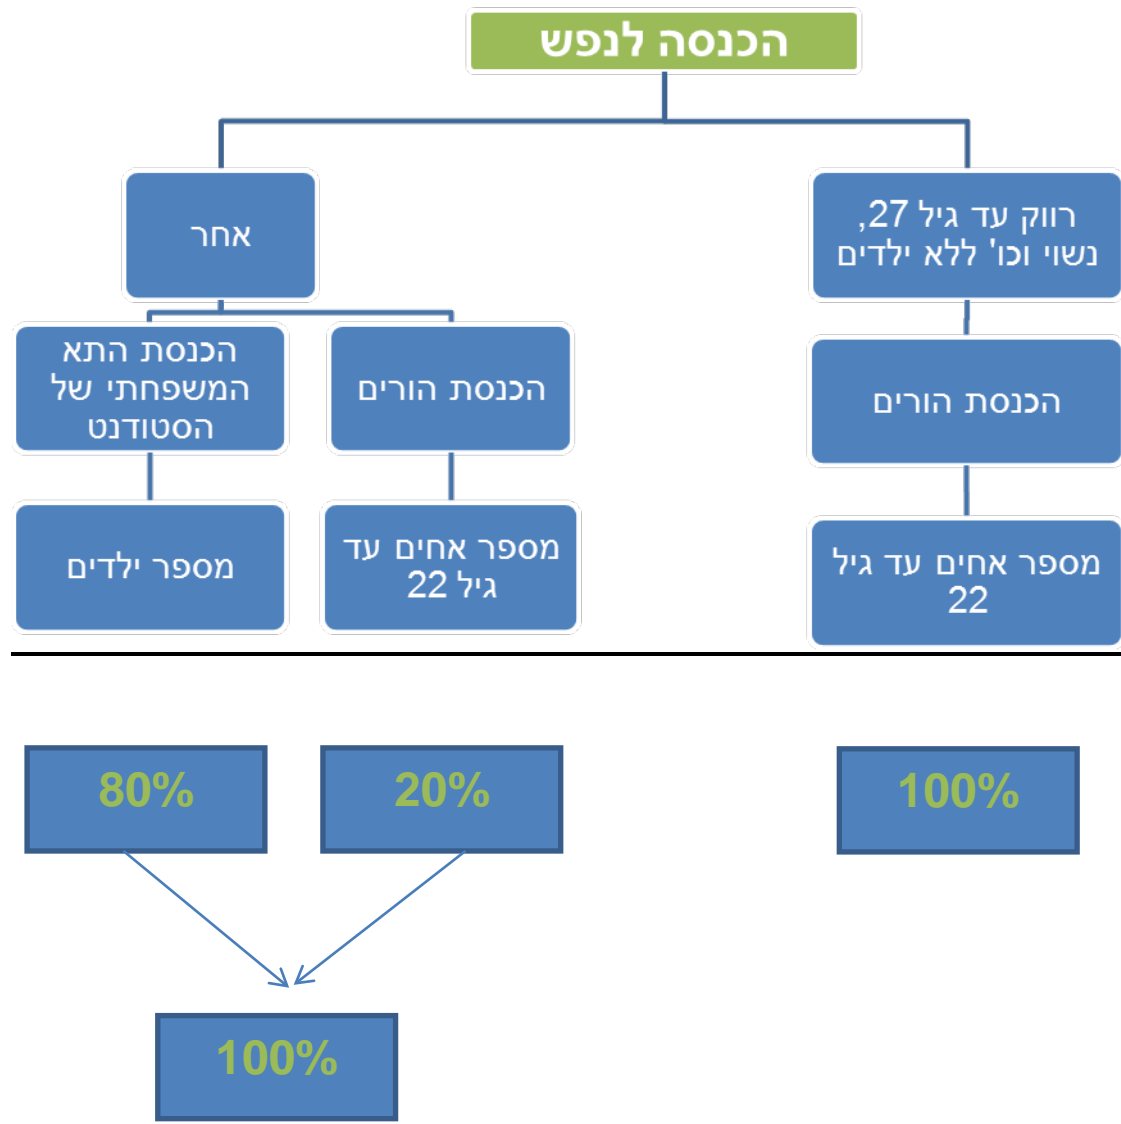 הכנסה לנפש
רווק עד גיל 27,
נשוי וכו' ללא ילדים
אחר
הכנסת הורים
הכנסת הורים
הכנסת התא
המשפחתי של
הסטודנט
מספר אחים עד גיל
22
מספר אחים עד
גיל 22
מספר ילדים
100%
20%
80%
100%